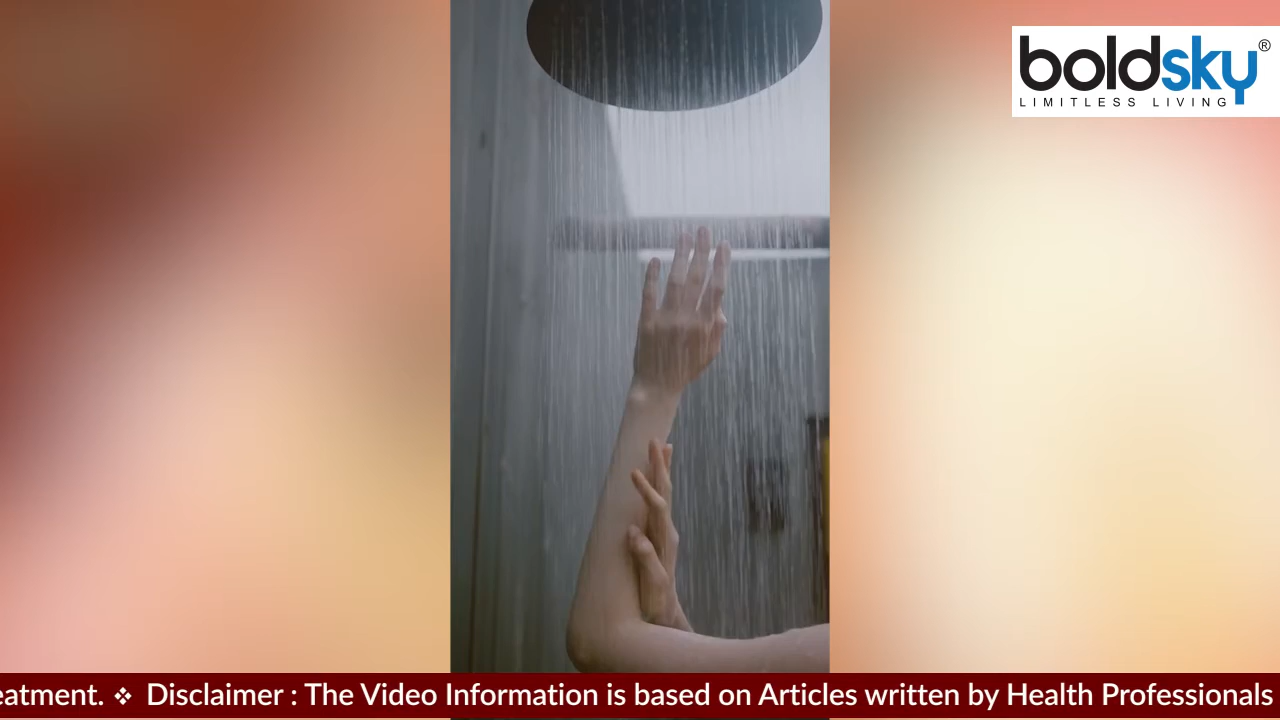 boldsky®
LIMITLESS LIVING
eatment. ❖ Disclaimer : The Video Information is based on Articles written by Health Professionals